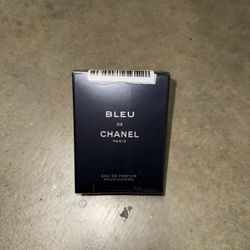 BLEU
DE
CHANEL
PARIS
EAU DE PARFUM
POUR HOMME